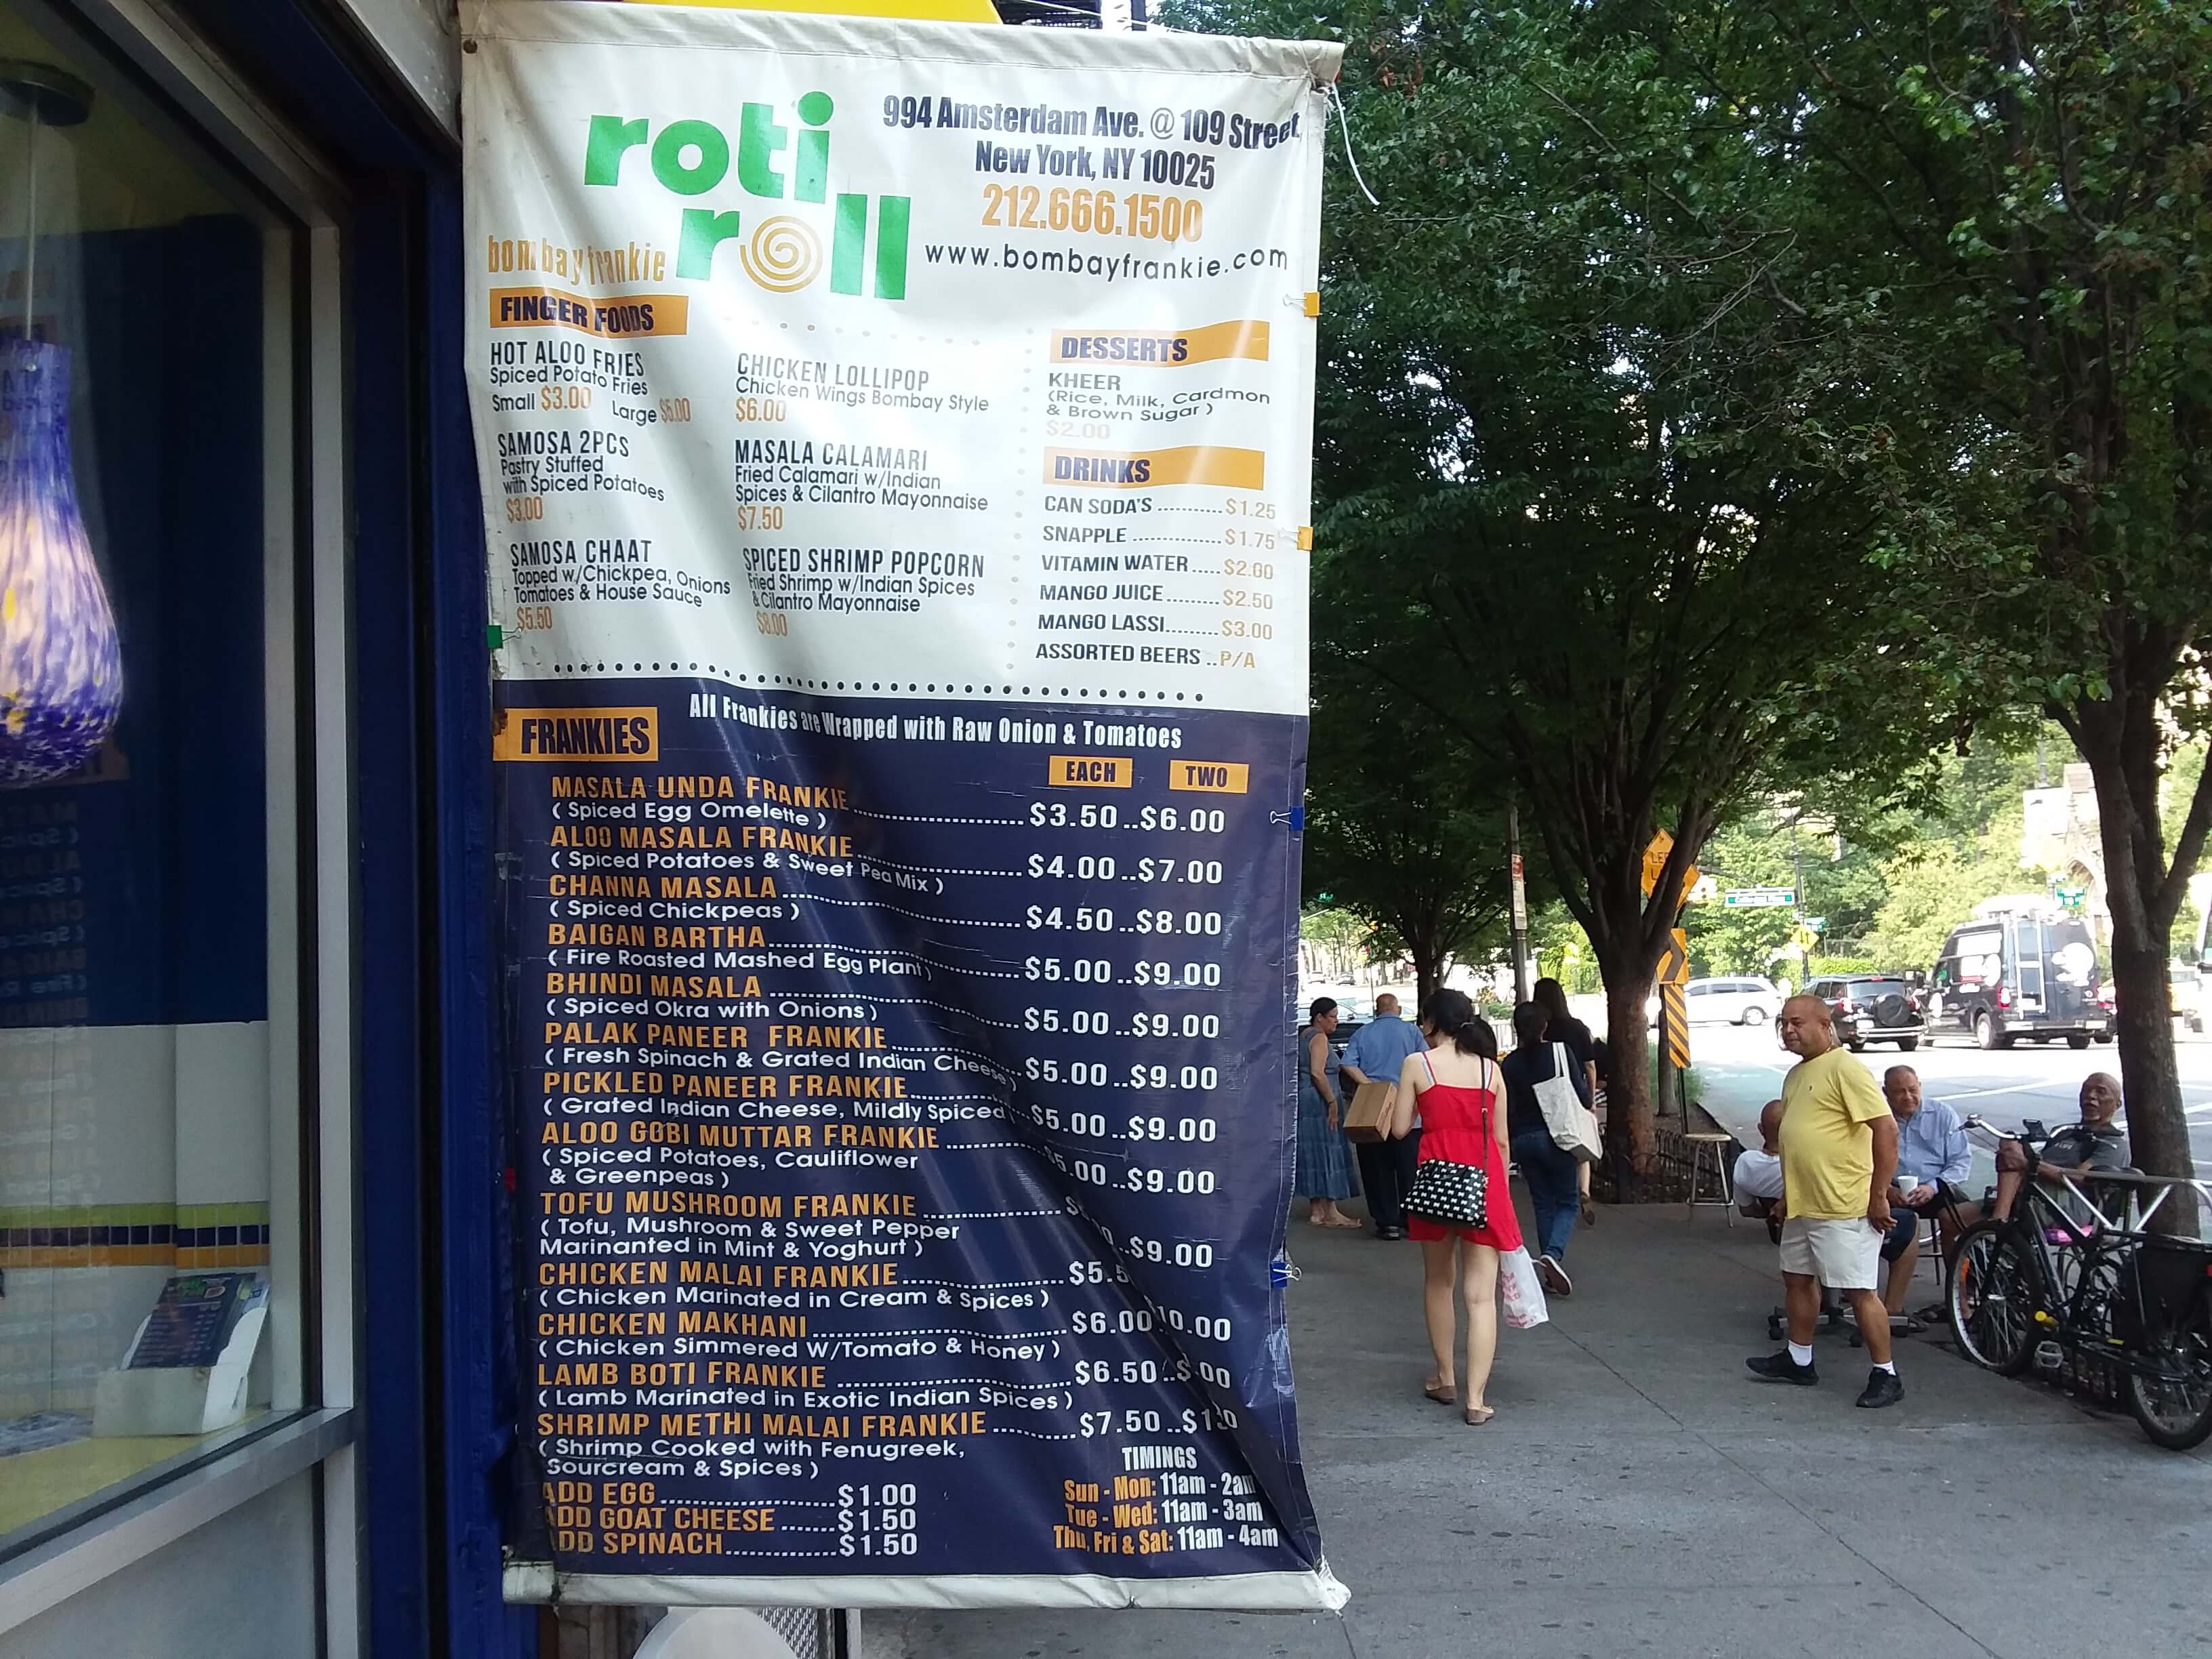 994 Amsterdam Ave. @ 109 Street
New York, NY 10025
212.666.1500
www.bombayfrankie.com
roti
roll
bombay frankie
FINGER FOODS
HOT ALOO FRIES
Spiced Potato Fries
Small $3.00 Large $5.00
SAMOSA 2PCS
Pastry Stuffed
with Spiced Potatoes
$3.00
SAMOSA CHAAT
Topped w/Chickpea, Onions
Tomatoes & House Sauce
$5.50
CHICKEN LOLLIPOP
Chicken Wings Bombay Style
$6.00
MASALA CALAMARI
Fried Calamari w/Indian
Spices & Cilantro Mayonnaise
$7.50
SPICED SHRIMP POPCORN
Fried Shrimp w/Indian Spices
& Cilantro Mayonnaise
$8.00
DESSERTS
KHEER
(Rice, Milk, Cardmon
& Brown Sugar )
$2.00
DRINKS
CAN SODA'S ........... $1.25
SNAPPLE ............... $1.75
VITAMIN WATER ..... $2.00
MANGO JUICE ......... $2.50
MANGO LASSI......... $3.00
ASSORTED BEERS .. P/A
All Frankies are Wrapped with Raw Onion & Tomatoes
FRANKIES
EACH TWO
MASALA UNDA FRANKIE ........ $3.50 .. $6.00
( Spiced Egg Omelette )
ALOO MASALA FRANKIE ........ $4.00 .. $7.00
( Spiced Potatoes & Sweet Pea Mix )
CHANNA MASALA ........ $4.50 .. $8.00
( Spiced Chickpeas )
BAIGAN BARTHA ........ $5.00 .. $9.00
( Fire Roasted Mashed Egg Plant )
BHINDI MASALA ........ $5.00 .. $9.00
( Spiced Okra with Onions )
PALAK PANEER FRANKIE ........ $5.00 .. $9.00
( Fresh Spinach & Grated Indian Cheese )
PICKLED PANEER FRANKIE ........ $5.00 .. $9.00
( Grated Indian Cheese, Mildly Spiced )
ALOO GOBI MUTTAR FRANKIE ........ 5.00 .. $9.00
( Spiced Potatoes, Cauliflower
& Greenpeas )
TOFU MUSHROOM FRANKIE ........ $9.00
( Tofu, Mushroom & Sweet Pepper
Marinanted in Mint & Yoghurt )
CHICKEN MALAI FRANKIE ........ $5.5
( Chicken Marinated in Cream & Spices )
CHICKEN MAKHANI ........ $6.00 10.00
( Chicken Simmered W/Tomato & Honey )
LAMB BOTI FRANKIE ........ $6.50 .. $ 00
( Lamb Marinated in Exotic Indian Spices )
SHRIMP METHI MALAI FRANKIE ........ $7.50 ..
( Shrimp Cooked with Fenugreek,
Sourcream & Spices )
ADD EGG ........ $1.00
ADD GOAT CHEESE ....... $1.50
ADD SPINACH ........ $1.50
TIMINGS
Sun - Mon: 11am - 2am
Tue - Wed: 11am - 3am
Thu, Fri & Sat: 11am - 4am